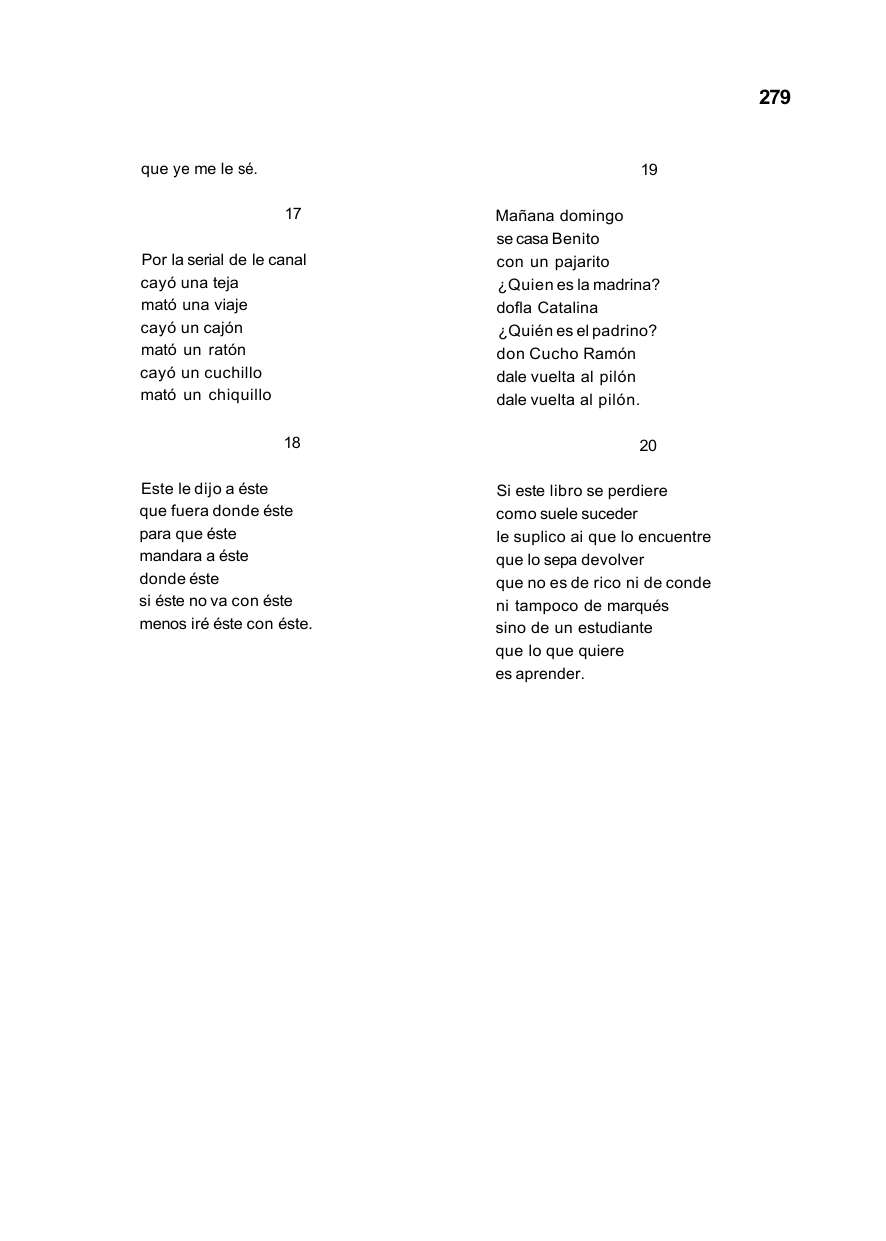 279
que ye me le sé.
17
Por la serial de le canal
cayó una teja
mató una viaje
cayó un cajón
mató un ratón
cayó un cuchillo
mató un chiquillo
18
Este le dijo a éste
que fuera donde éste
para que éste
mandara a éste
donde éste
si éste no va con éste
menos iré éste con éste.
19
Mañana domingo
se casa Benito
con un pajarito
¿Quien es la madrina?
dofla Catalina
¿Quién es el padrino?
don Cucho Ramón
dale vuelta al pilón
dale vuelta al pilón.
20
Si este libro se perdiere
como suele suceder
le suplico ai que lo encuentre
que lo sepa devolver
que no es de rico ni de conde
ni tampoco de marqués
sino de un estudiante
que lo que quiere
es aprender.